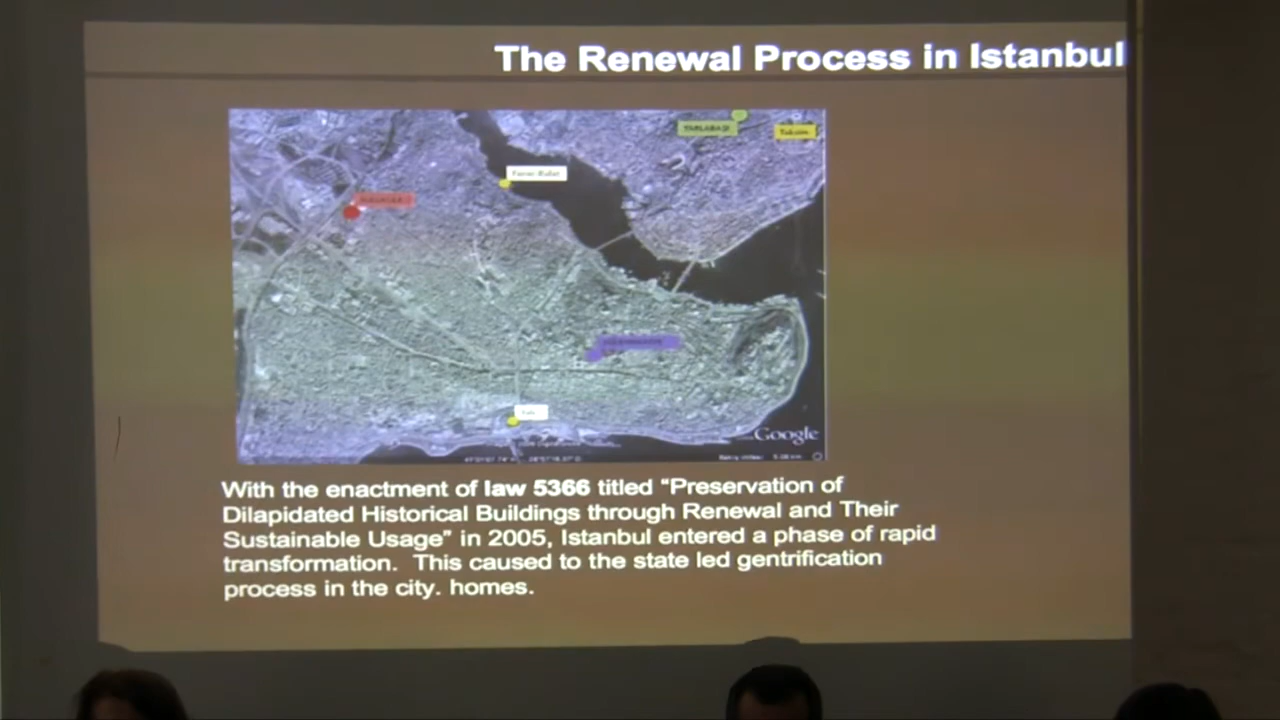 The Renewal Process in Istanbul
TARLABASI
Taksim
Fener-Balat
Google
With the enactment of law 5366 titled “Preservation of
Dilapidated Historical Buildings through Renewal and Their
Sustainable Usage” in 2005, Istanbul entered a phase of rapid
transformation.  This caused to the state led gentrification
process in the city. homes.